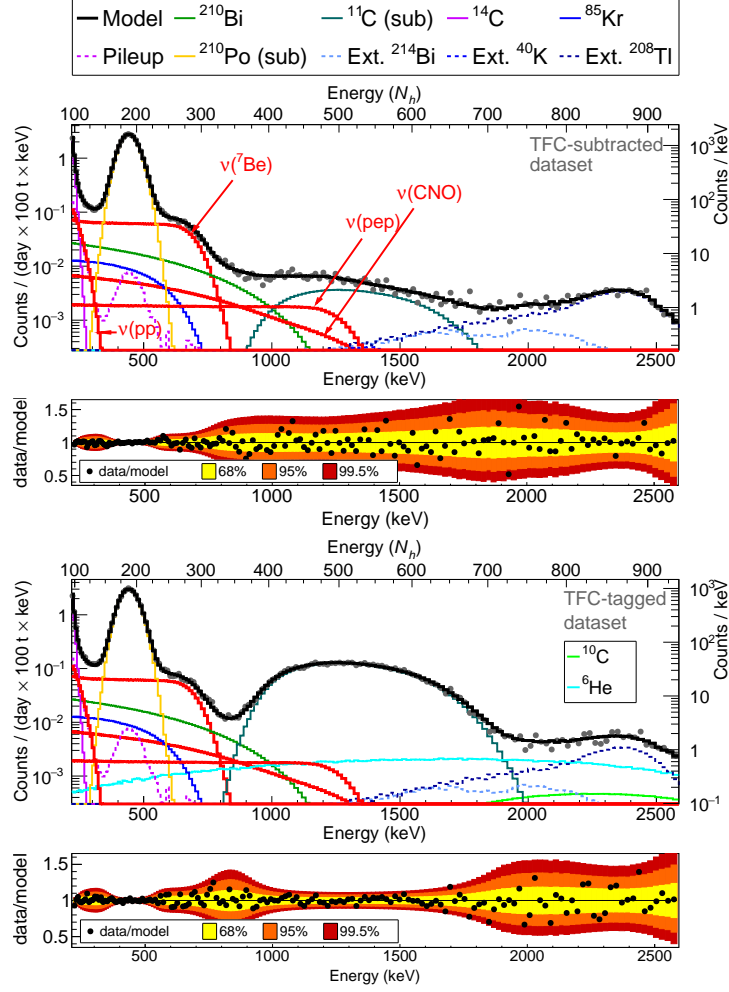 Model ²¹⁰Bi ¹¹C (sub) ¹⁴C ⁸⁵Kr
Pileup ²¹⁰Po (sub) Ext. ²¹⁴Bi Ext. ⁴⁰K Ext. ²⁰⁸Tl
Energy (Nₕ)
100 200 300 400 500 600 700 800 900
Counts / (day × 100 t × keV)
1
10⁻¹
10⁻²
10⁻³
TFC-subtracted
dataset
ν(⁷Be)
ν(CNO)
ν(pep)
ν(pp)
10³
10²
10
1
Counts / keV
500 1000 1500 2000 2500
Energy (keV)
data/model
1.5
1
0.5
data/model 68% 95% 99.5%
500 1000 1500 2000 2500
Energy (keV)
Energy (Nₕ)
100 200 300 400 500 600 700 800 900
Counts / (day × 100 t × keV)
1
10⁻¹
10⁻²
10⁻³
TFC-tagged
dataset
¹⁰C
⁶He
10³
10²
10
1
10⁻¹
Counts / keV
500 1000 1500 2000 2500
Energy (keV)
data/model
1.5
1
0.5
data/model 68% 95% 99.5%
500 1000 1500 2000 2500
Energy (keV)